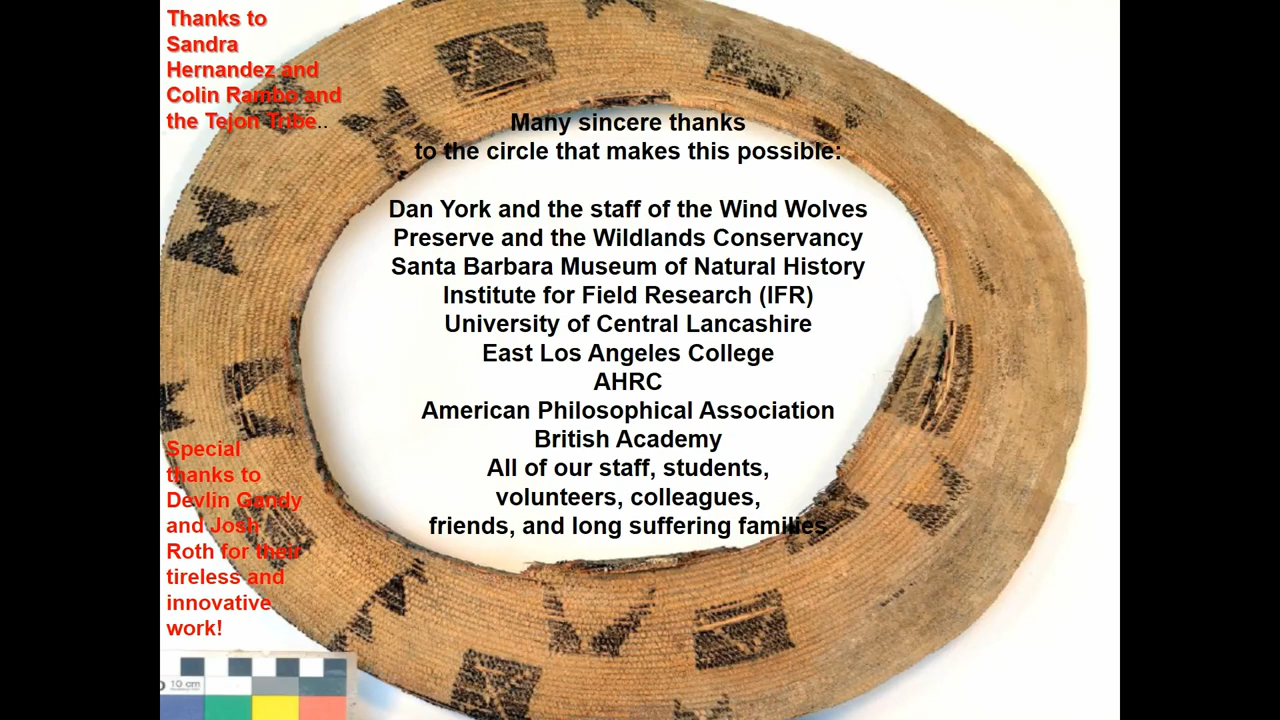 Thanks to
Sandra
Hernandez and
Colin Rambo and
the Tejon Tribe..
Many sincere thanks
to the circle that makes this possible:
Dan York and the staff of the Wind Wolves
Preserve and the Wildlands Conservancy
Santa Barbara Museum of Natural History
Institute for Field Research (IFR)
University of Central Lancashire
East Los Angeles College
AHRC
American Philosophical Association
British Academy
All of our staff, students,
volunteers, colleagues,
friends, and long suffering families
Special
thanks to
Devlin Gandy
and Josh
Roth for their
tireless and
innovative
work!
10 cm